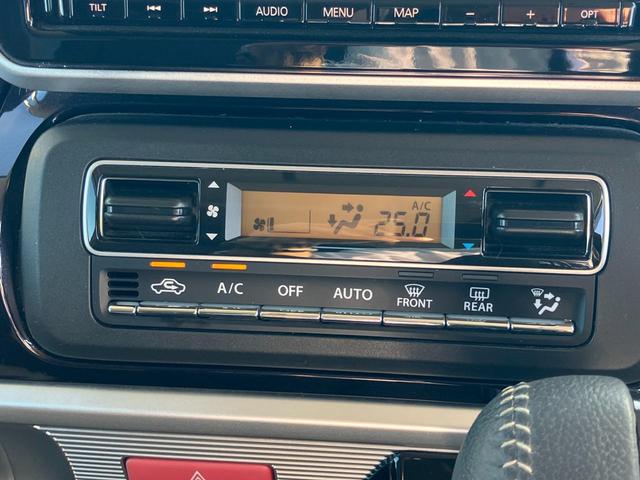 TILT AUDIO MENU MAP − + OPT
A/C
25.0
A/C OFF AUTO FRONT REAR